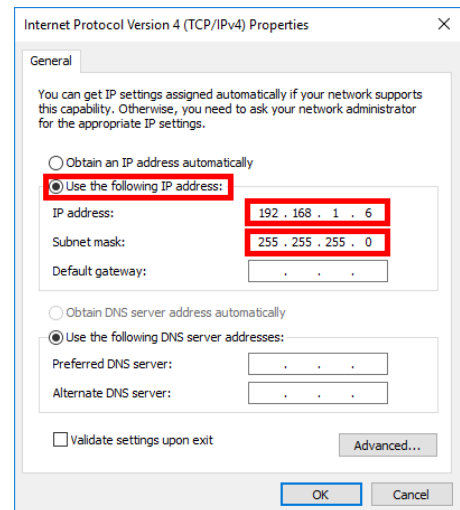 Internet Protocol Version 4 (TCP/IPv4) Properties
General
You can get IP settings assigned automatically if your network supports
this capability. Otherwise, you need to ask your network administrator
for the appropriate IP settings.
Obtain an IP address automatically
Use the following IP address:
IP address: 192 . 168 . 1 . 6
Subnet mask: 255 . 255 . 255 . 0
Default gateway: . . .
Obtain DNS server address automatically
Use the following DNS server addresses:
Preferred DNS server: . . .
Alternate DNS server: . . .
Validate settings upon exit
Advanced...
OK Cancel